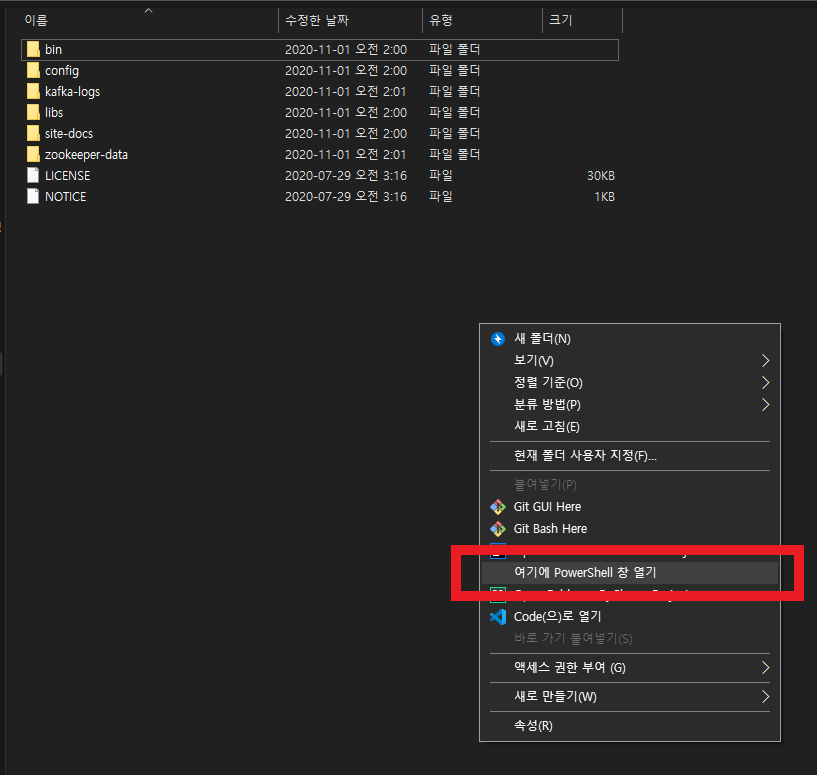 이름 수정한 날짜 유형 크기
bin 2020-11-01 오전 2:00 파일 폴더
config 2020-11-01 오전 2:00 파일 폴더
kafka-logs 2020-11-01 오전 2:01 파일 폴더
libs 2020-11-01 오전 2:00 파일 폴더
site-docs 2020-11-01 오전 2:00 파일 폴더
zookeeper-data 2020-11-01 오전 2:01 파일 폴더
LICENSE 2020-07-29 오전 3:16 파일 30KB
NOTICE 2020-07-29 오전 3:16 파일 1KB
새 폴더(N)
보기(V)
정렬 기준(O)
분류 방법(P)
새로 고침(E)
현재 폴더 사용자 지정(F)...
붙여넣기(P)
Git GUI Here
Git Bash Here
여기에 PowerShell 창 열기
Code(으)로 열기
바로 가기 붙여넣기(S)
액세스 권한 부여 (G)
새로 만들기(W)
속성(R)